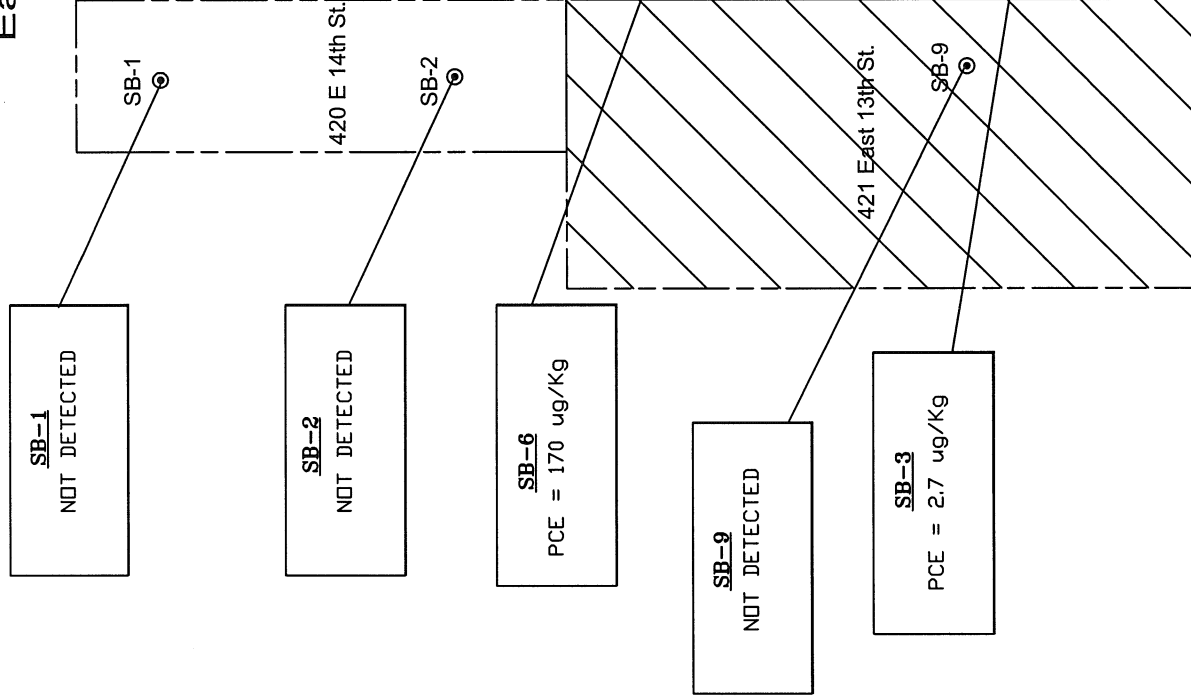 Ea
SB-1
420 E 14th St.
SB-2
421 East 13th St.
SB-9
SB-1
NOT DETECTED
SB-2
NOT DETECTED
SB-6
PCE = 170 ug/Kg
SB-9
NOT DETECTED
SB-3
PCE = 2.7 ug/Kg